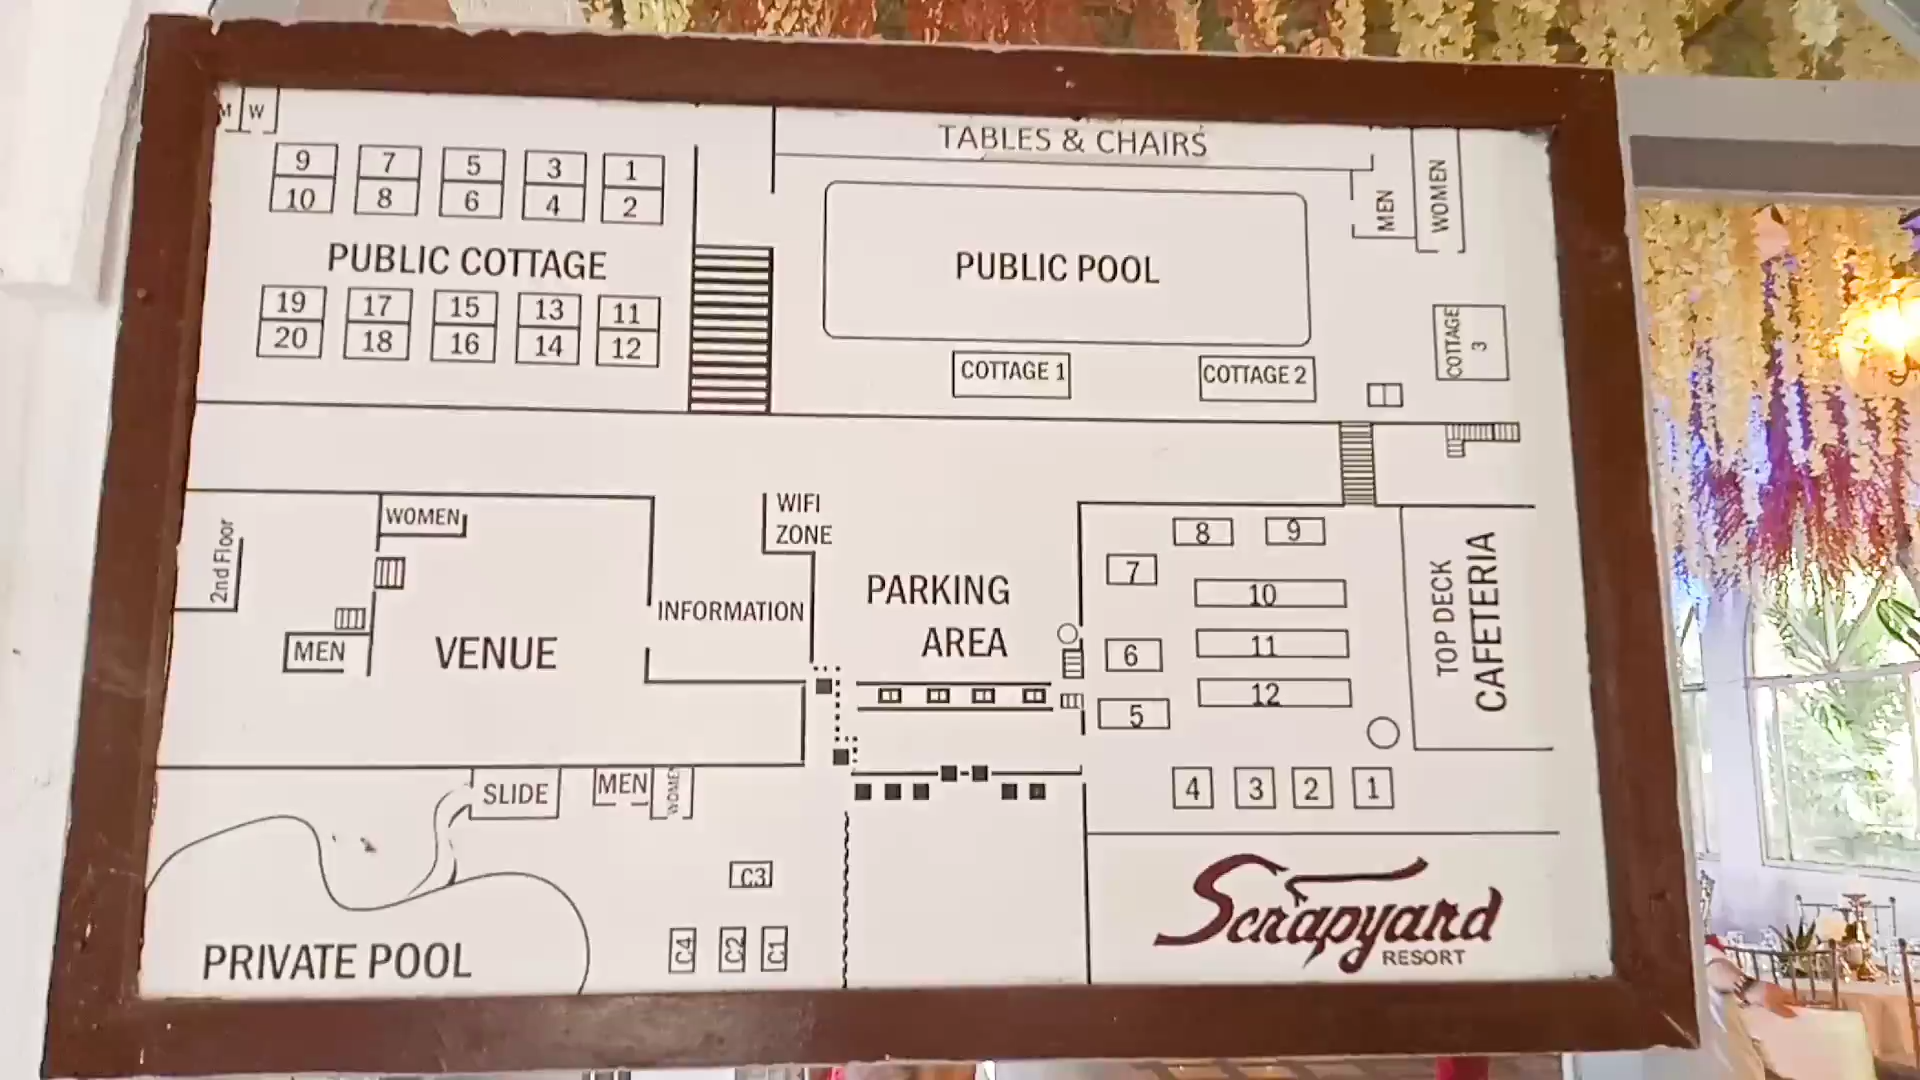 M W
TABLES & CHAIRS
9 7 5 3 1
10 8 6 4 2
MEN
WOMEN
PUBLIC COTTAGE
PUBLIC POOL
19 17 15 13 11
20 18 16 14 12
COTTAGE 1
COTTAGE 2
COTTAGE
3
2nd Floor
WOMEN
MEN
VENUE
WIFI
ZONE
INFORMATION
PARKING
AREA
8 9
7
10
6
11
12
5
4 3 2 1
TOP DECK
CAFETERIA
SLIDE
MEN
WOMEN
C3
C4 C2 C1
PRIVATE POOL
Scrapyard
RESORT